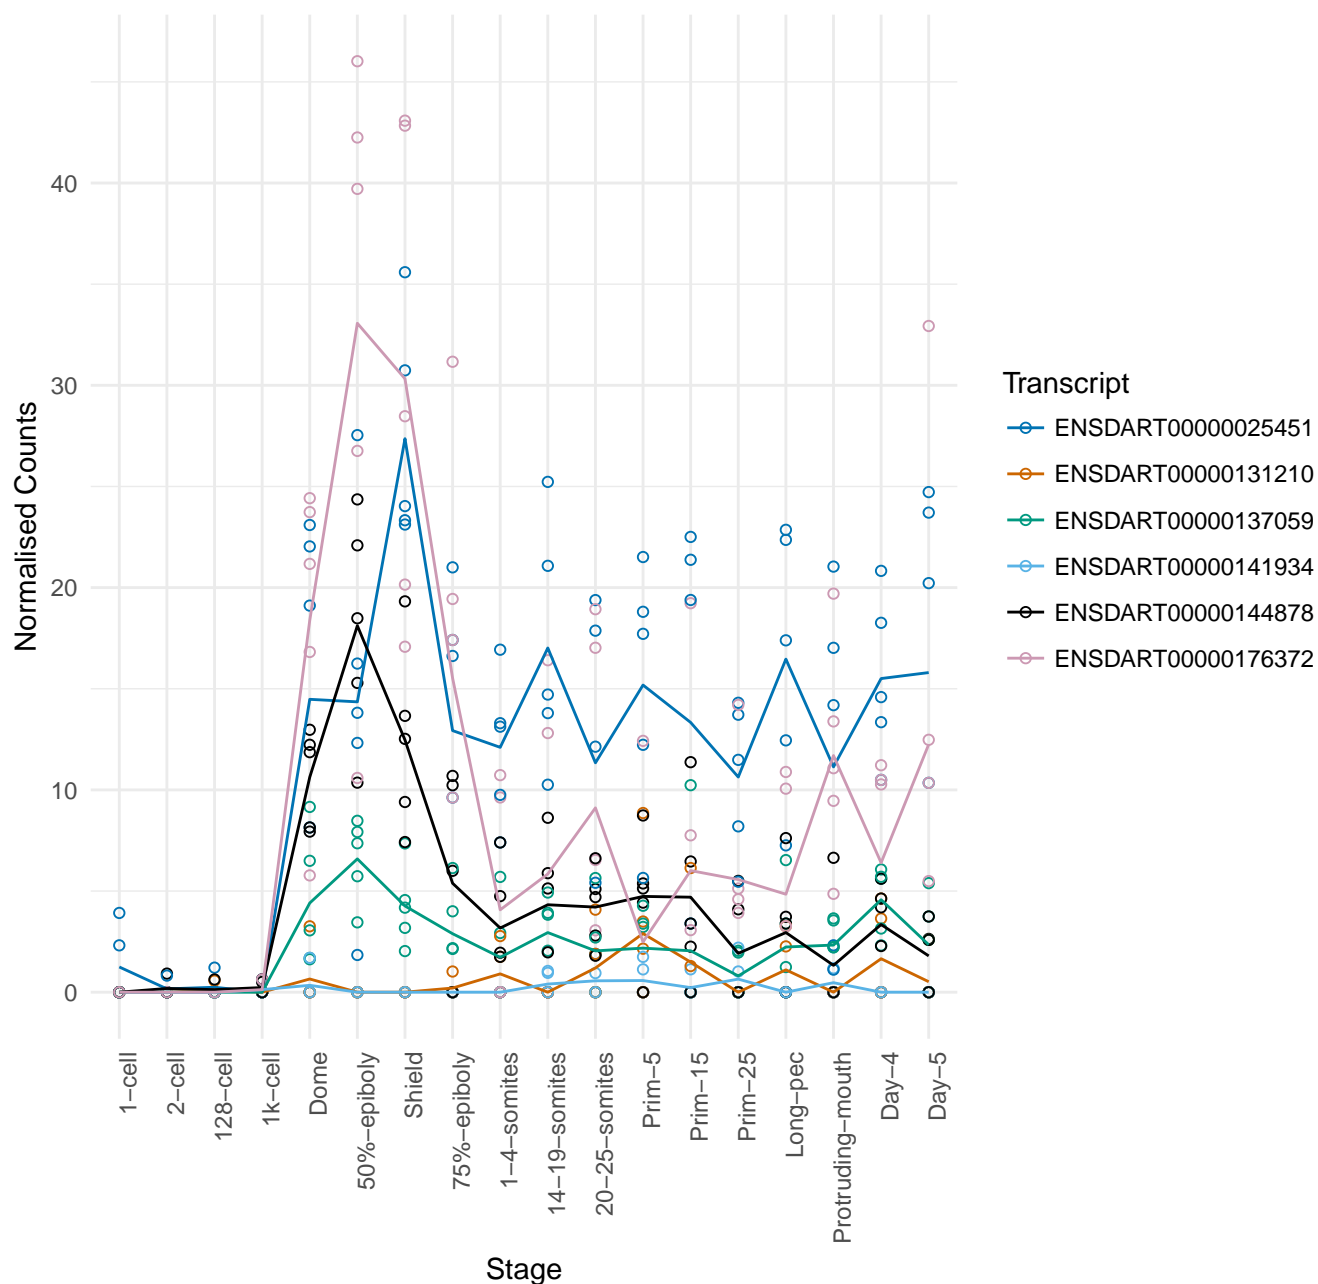 Normalised Counts
40
30
20
10
0
1−cell
2−cell
128−cell
1k−cell
Dome
50%−epiboly
Shield
75%−epiboly
1−4−somites
14−19−somites
20−25−somites
Prim−5
Prim−15
Prim−25
Long−pec
Protruding−mouth
Day−4
Day−5
Stage
Transcript
ENSDART00000025451
ENSDART00000131210
ENSDART00000137059
ENSDART00000141934
ENSDART00000144878
ENSDART00000176372